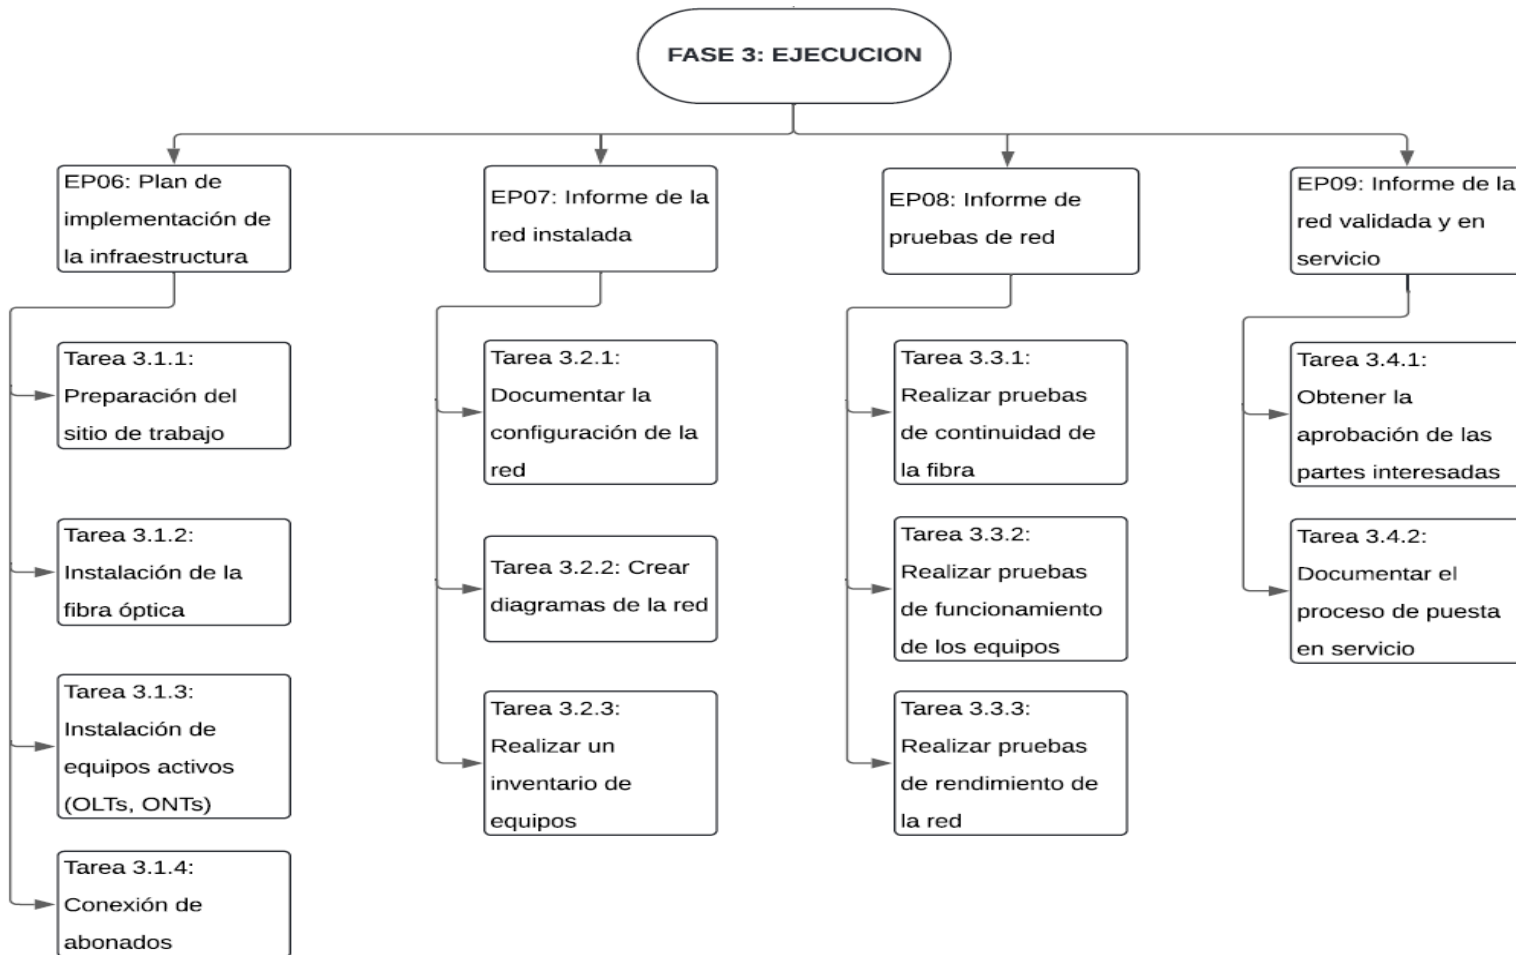 FASE 3: EJECUCION
EP06: Plan de
implementación de
la infraestructura
Tarea 3.1.1:
Preparación del
sitio de trabajo
Tarea 3.1.2:
Instalación de la
fibra óptica
Tarea 3.1.3:
Instalación de
equipos activos
(OLTs, ONTs)
Tarea 3.1.4:
Conexión de
abonados
EP07: Informe de la
red instalada
Tarea 3.2.1:
Documentar la
configuración de la
red
Tarea 3.2.2: Crear
diagramas de la red
Tarea 3.2.3:
Realizar un
inventario de
equipos
EP08: Informe de
pruebas de red
Tarea 3.3.1:
Realizar pruebas
de continuidad de
la fibra
Tarea 3.3.2:
Realizar pruebas
de funcionamiento
de los equipos
Tarea 3.3.3:
Realizar pruebas
de rendimiento de
la red
EP09: Informe de la
red validada y en
servicio
Tarea 3.4.1:
Obtener la
aprobación de las
partes interesadas
Tarea 3.4.2:
Documentar el
proceso de puesta
en servicio